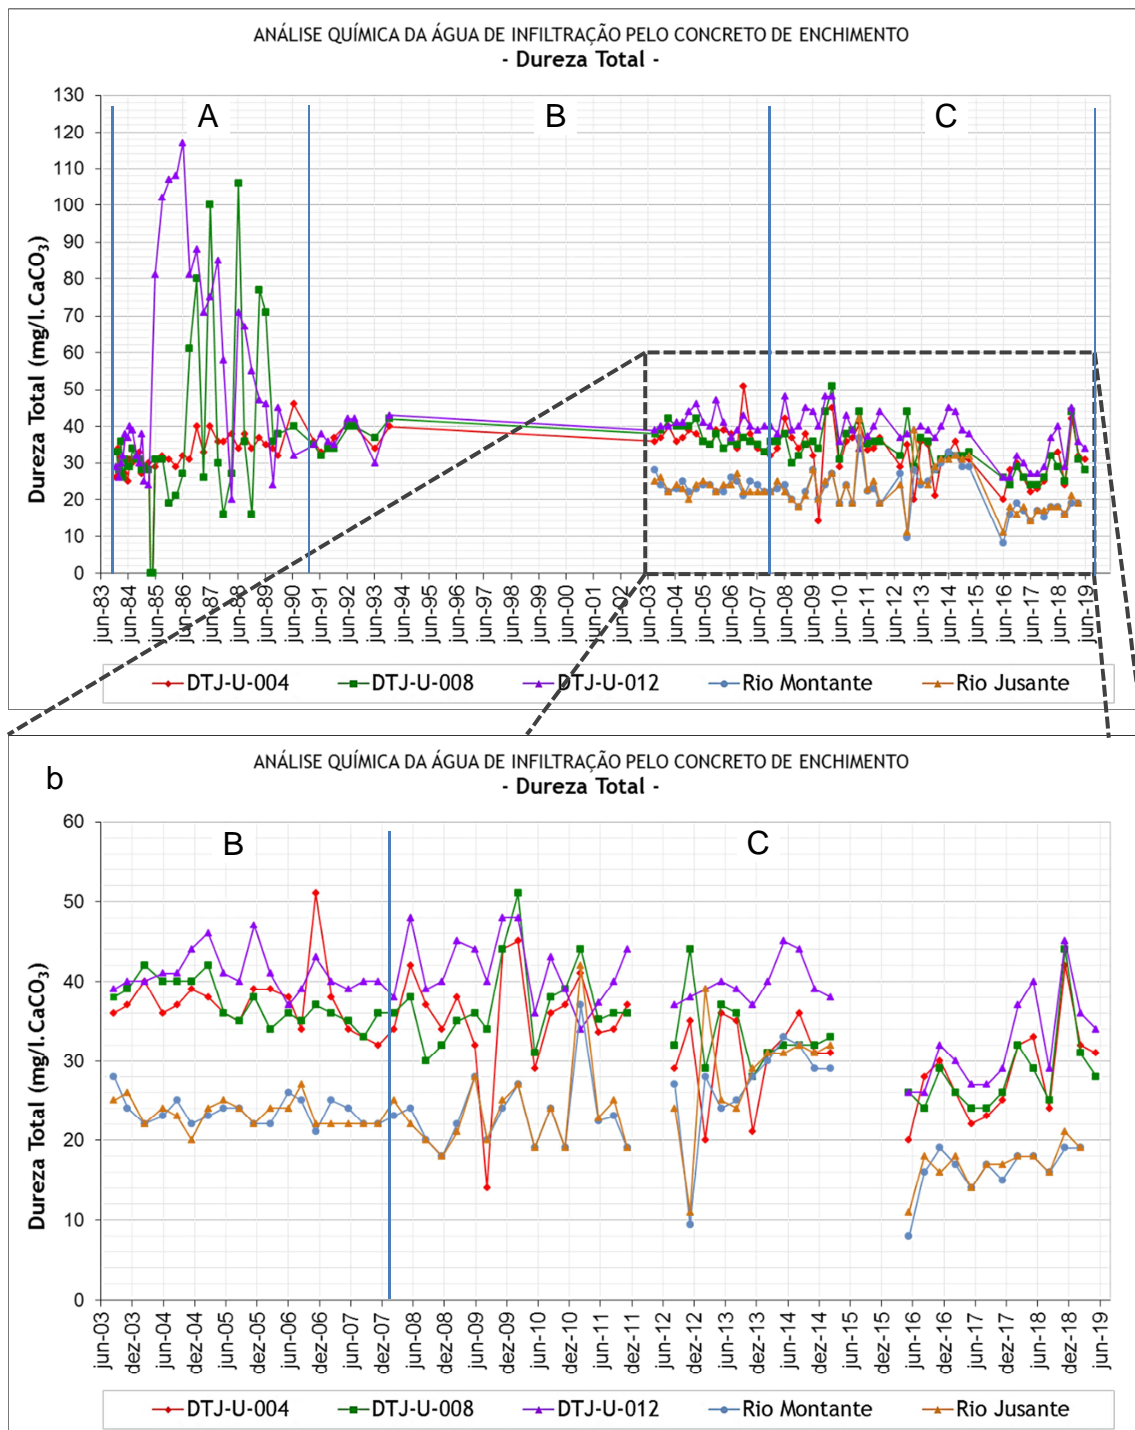 ANÁLISE QUÍMICA DA ÁGUA DE INFILTRAÇÃO PELO CONCRETO DE ENCHIMENTO
- Dureza Total -
A
B
C
Dureza Total (mg/l.CaCO₃)
130
120
110
100
90
80
70
60
50
40
30
20
10
0
jun-83
jun-84
jun-85
jun-86
jun-87
jun-88
jun-89
jun-90
jun-91
jun-92
jun-93
jun-94
jun-95
jun-96
jun-97
jun-98
jun-99
jun-00
jun-01
jun-02
jun-03
jun-04
jun-05
jun-06
jun-07
jun-08
jun-09
jun-10
jun-11
jun-12
jun-13
jun-14
jun-15
jun-16
jun-17
jun-18
jun-19
DTJ-U-004 DTJ-U-008 DTJ-U-012 Rio Montante Rio Jusante
b
ANÁLISE QUÍMICA DA ÁGUA DE INFILTRAÇÃO PELO CONCRETO DE ENCHIMENTO
- Dureza Total -
B
C
Dureza Total (mg/l.CaCO₃)
60
50
40
30
20
10
0
jun-03
dez-03
jun-04
dez-04
jun-05
dez-05
jun-06
dez-06
jun-07
dez-07
jun-08
dez-08
jun-09
dez-09
jun-10
dez-10
jun-11
dez-11
jun-12
dez-12
jun-13
dez-13
jun-14
dez-14
jun-15
dez-15
jun-16
dez-16
jun-17
dez-17
jun-18
dez-18
jun-19
DTJ-U-004 DTJ-U-008 DTJ-U-012 Rio Montante Rio Jusante